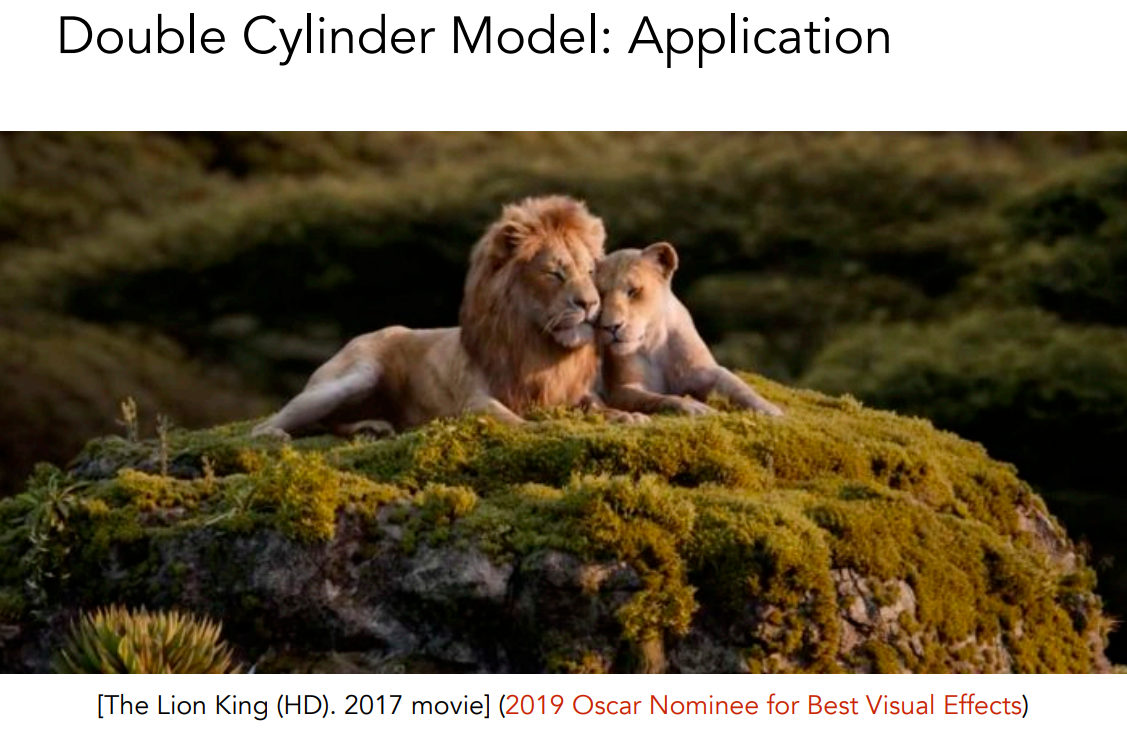 Double Cylinder Model: Application
[The Lion King (HD). 2017 movie] (2019 Oscar Nominee for Best Visual Effects)